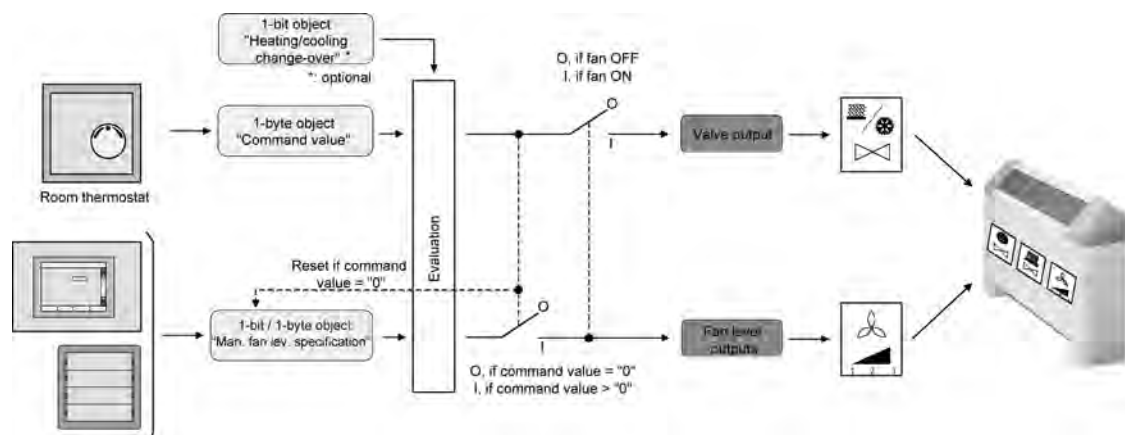 1-bit object
"Heating/cooling
change-over" *
*: optional
O, if fan OFF
I, if fan ON
O
I
1-byte object
"Command value"
Valve output
Room thermostat
Evaluation
Reset if command
value = "0"
1-bit / 1-byte object:
"Man. fan lev. specification"
O
I
Fan level
outputs
O, if command value = "0"
I, if command value > "0"
1 2 3